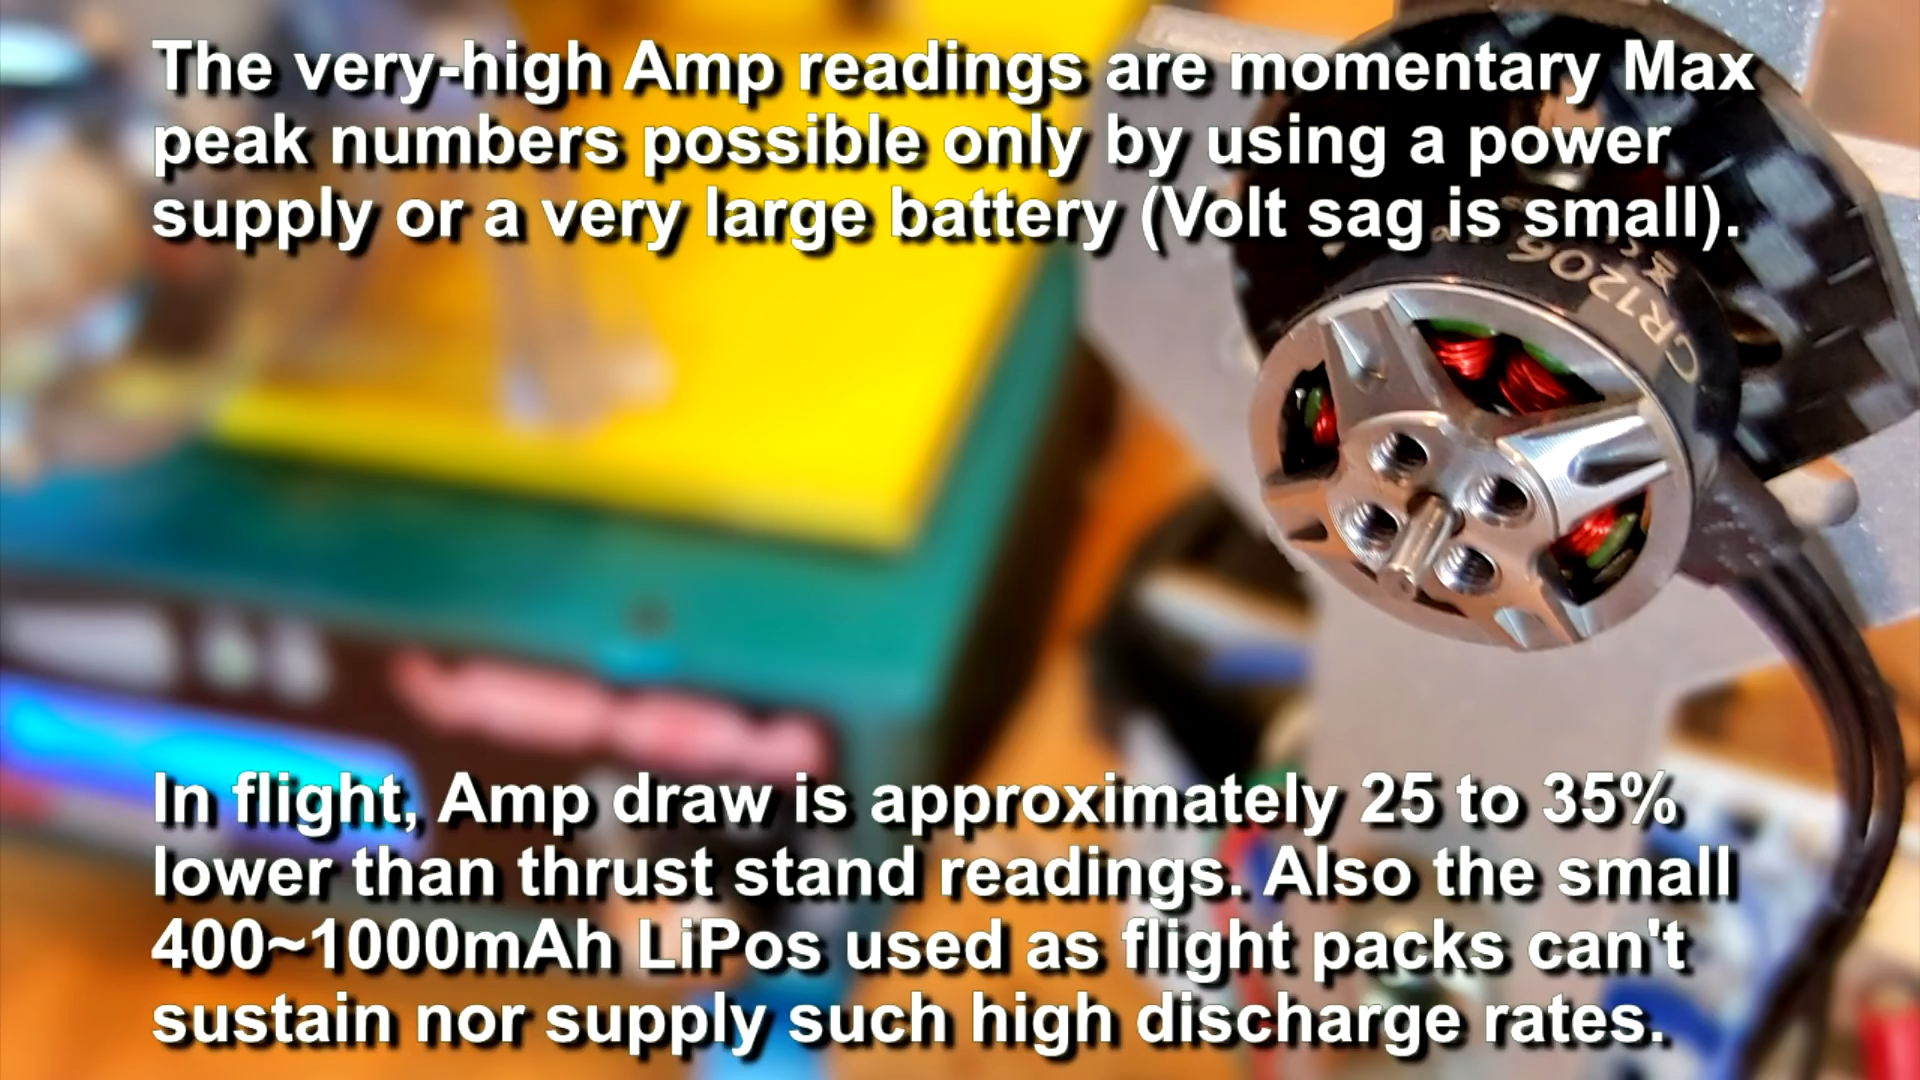 The very-high Amp readings are momentary Max
peak numbers possible only by using a power
supply or a very large battery (Volt sag is small).
CR1206
In flight, Amp draw is approximately 25 to 35%
lower than thrust stand readings. Also the small
400~1000mAh LiPos used as flight packs can't
sustain nor supply such high discharge rates.